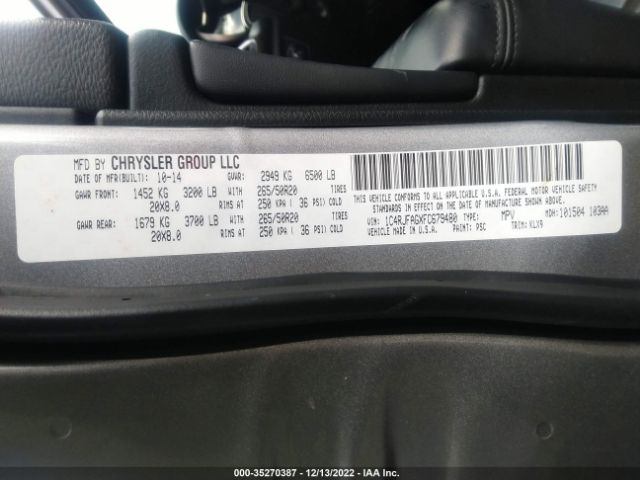 MFD BY CHRYSLER GROUP LLC
DATE OF MFR(BUILT): 10-14 GVWR: 2949 KG 6500 LB
GAWR FRONT: 1452 KG 3200 LB WITH 265/50R20 TIRES
20X8.0 RIMS AT 250 KPA ( 36 PSI) COLD
GAWR REAR: 1679 KG 3700 LB WITH 265/50R20 TIRES
20X8.0 RIMS AT 250 KPA ( 36 PSI) COLD
THIS VEHICLE CONFORMS TO ALL APPLICABLE U.S.A. FEDERAL MOTOR VEHICLE SAFETY
STANDARDS IN EFFECT ON THE DATE OF MANUFACTURE SHOWN ABOVE.
VIN: 1C4RJFAGXFC679480 TYPE: MPV MDH: 101504 103AA
VEHICLE MADE IN U.S.A. PAINT: PSC TRIM: KLX9
000-35270387 - 12/13/2022 - IAA Inc.